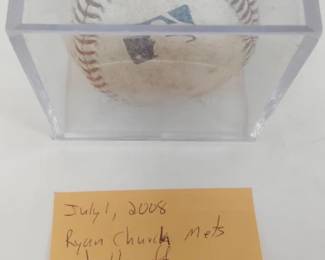 July 1, 2008
Ryan Church Mets